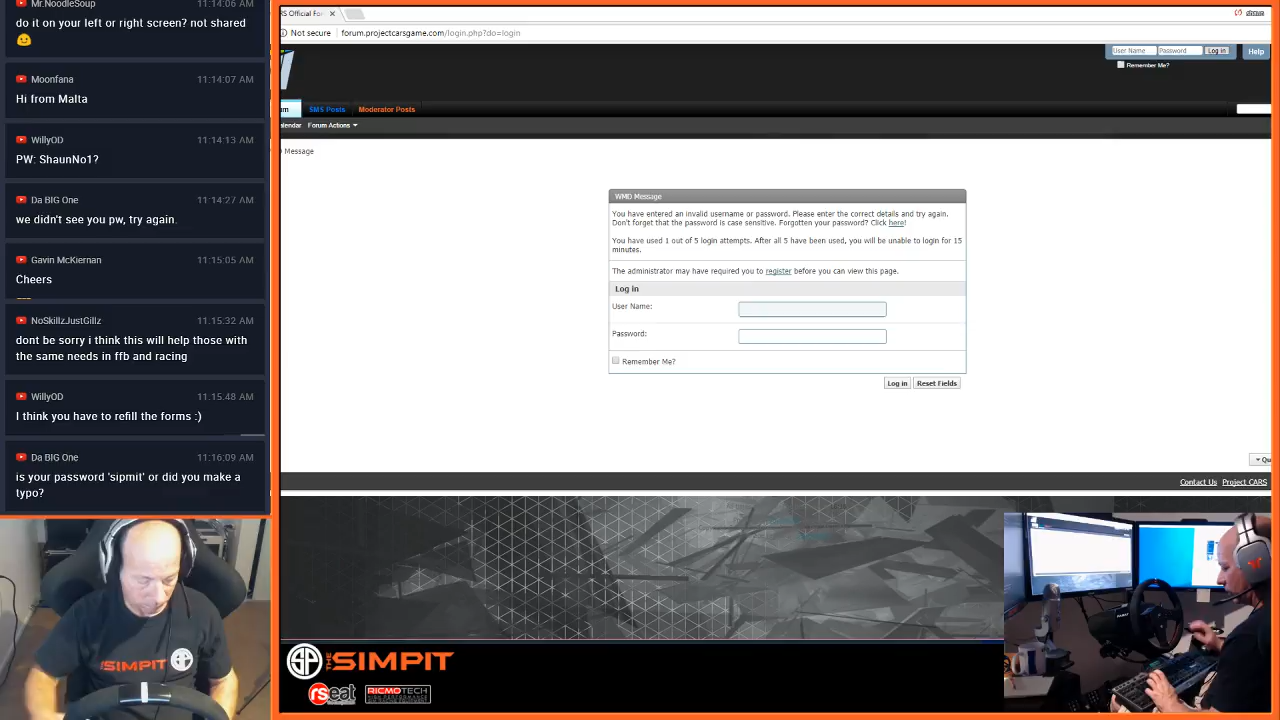 Mr.NoodleSoup 11:14:06 AM
do it on your left or right screen? not shared
Moonfana 11:14:07 AM
Hi from Malta
WillyOD 11:14:13 AM
PW: ShaunNo1?
Da BIG One 11:14:27 AM
we didn't see you pw, try again.
Gavin McKiernan 11:15:05 AM
Cheers
NoSkillzJustGillz 11:15:32 AM
dont be sorry i think this will help those with
the same needs in ffb and racing
WillyOD 11:15:48 AM
I think you have to refill the forms :)
Da BIG One 11:16:09 AM
is your password 'sipmit' or did you make a
typo?
RS Official For
Not secure forum.projectcarsgame.com/login.php?do=login
User Name Password Log in Help
Remember Me?
um SMS Posts Moderator Posts
alendar Forum Actions
D Message
WMD Message
You have entered an invalid username or password. Please enter the correct details and try again.
Don't forget that the password is case sensitive. Forgotten your password? Click here!
You have used 1 out of 5 login attempts. After all 5 have been used, you will be unable to login for 15
minutes.
The administrator may have required you to register before you can view this page.
Log in
User Name:
Password:
Remember Me?
Log in Reset Fields
Qu
Contact Us Project CARS
THE SIMPIT
SP
THE SIMPIT
rseat
RICMOTECH